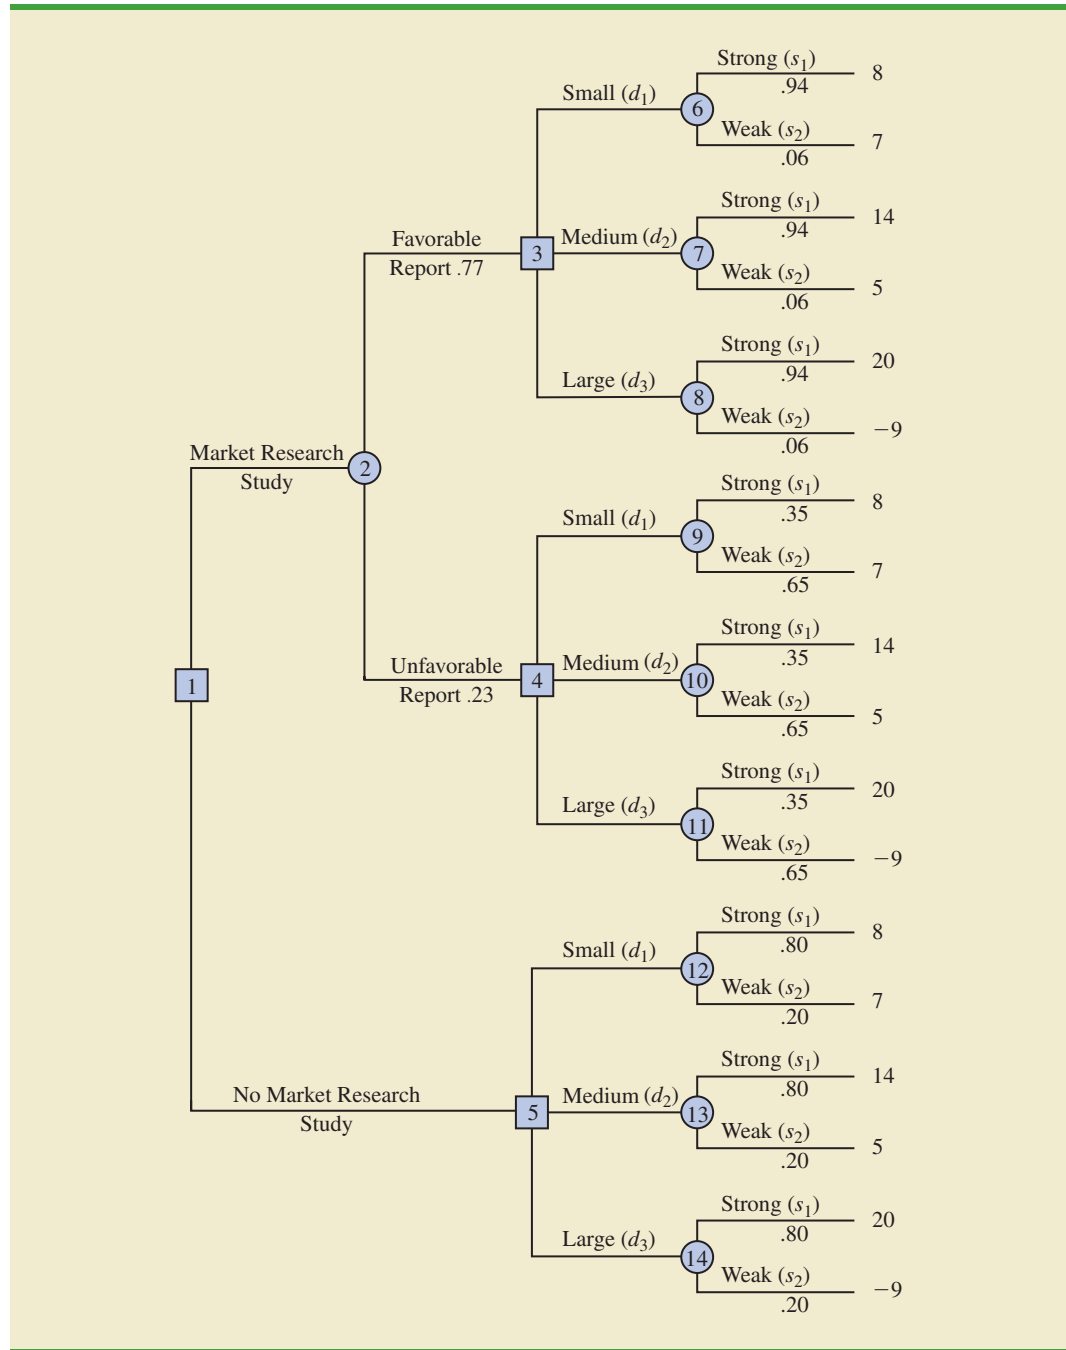 Strong (s1)
8
.94
Small (d1)
6
Weak (s2)
7
.06
Strong (s1)
14
.94
Favorable
Medium (d2)
3
7
Report .77
Weak (s2)
5
.06
Strong (s1)
20
.94
Large (d3)
8
Weak (s2)
−9
.06
Market Research
2
Study
Strong (s1)
8
.35
Small (d1)
9
Weak (s2)
7
.65
Strong (s1)
14
.35
Unfavorable
Medium (d2)
4
10
Report .23
1
Weak (s2)
5
.65
Strong (s1)
20
.35
Large (d3)
11
Weak (s2)
−9
.65
Strong (s1)
8
.80
Small (d1)
12
Weak (s2)
7
.20
Strong (s1)
14
.80
No Market Research
Medium (d2)
5
13
Study
Weak (s2)
5
.20
Strong (s1)
20
.80
Large (d3)
14
Weak (s2)
−9
.20